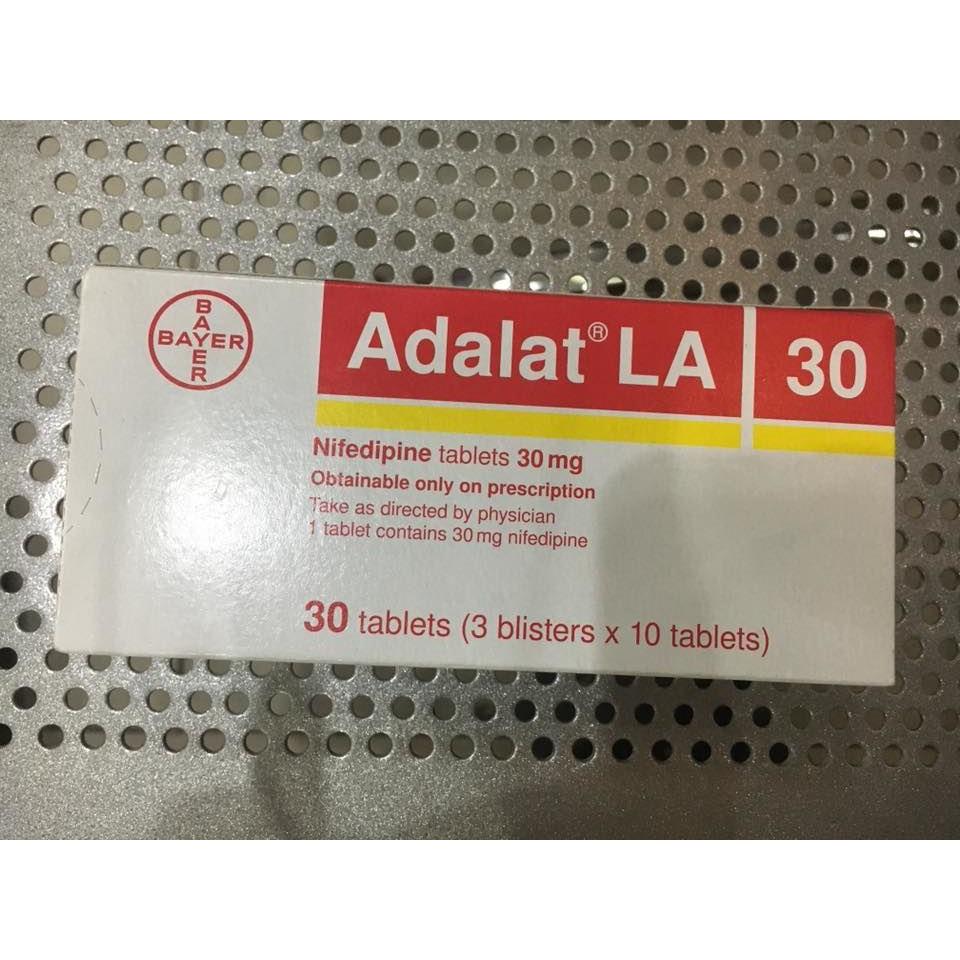 BAYER
BAYER
Adalat® LA 30
Nifedipine tablets 30 mg
Obtainable only on prescription
Take as directed by physician
1 tablet contains 30 mg nifedipine
30 tablets (3 blisters x 10 tablets)